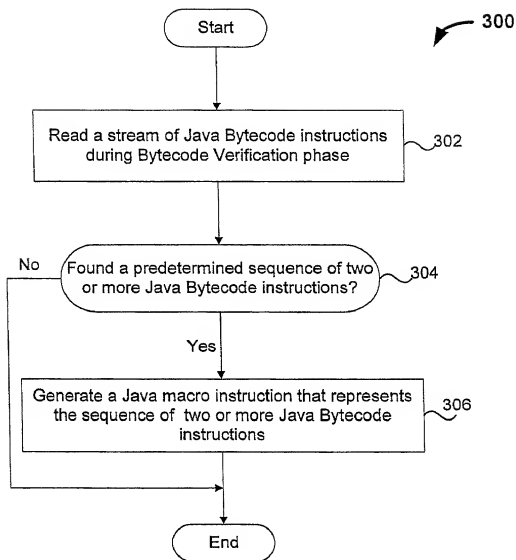 Start
300
Read a stream of Java Bytecode instructions
during Bytecode Verification phase
302
No
Found a predetermined sequence of two
or more Java Bytecode instructions?
304
Yes
Generate a Java macro instruction that represents
the sequence of two or more Java Bytecode
instructions
306
End